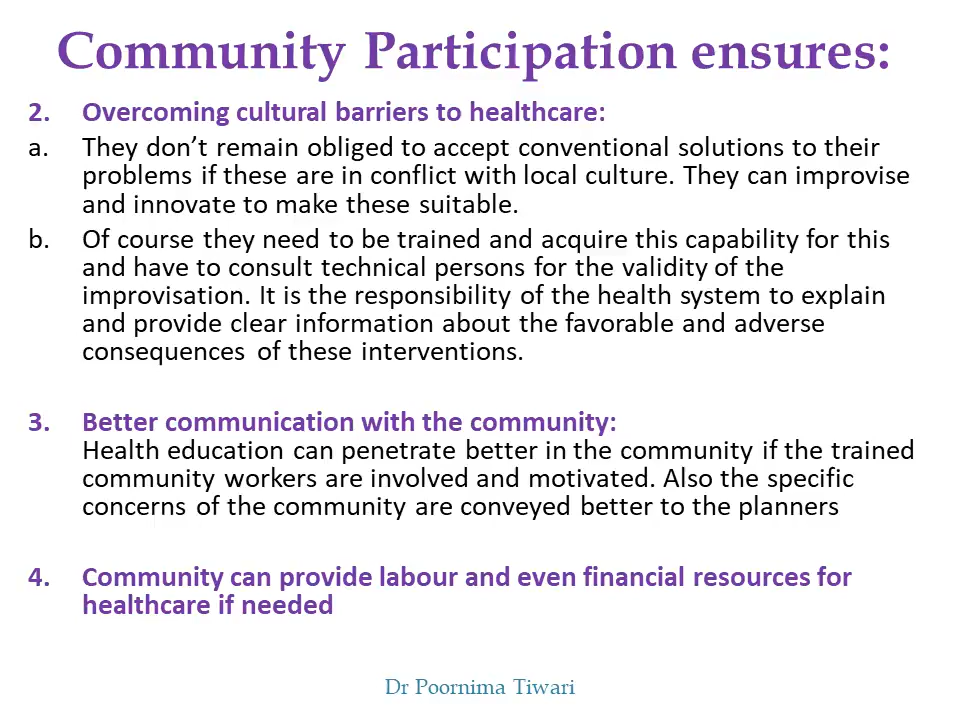 Community Participation ensures:
2. Overcoming cultural barriers to healthcare:
a. They don’t remain obliged to accept conventional solutions to their
problems if these are in conflict with local culture. They can improvise
and innovate to make these suitable.
b. Of course they need to be trained and acquire this capability for this
and have to consult technical persons for the validity of the
improvisation. It is the responsibility of the health system to explain
and provide clear information about the favorable and adverse
consequences of these interventions.
3. Better communication with the community:
Health education can penetrate better in the community if the trained
community workers are involved and motivated. Also the specific
concerns of the community are conveyed better to the planners
4. Community can provide labour and even financial resources for
healthcare if needed
Dr Poornima Tiwari